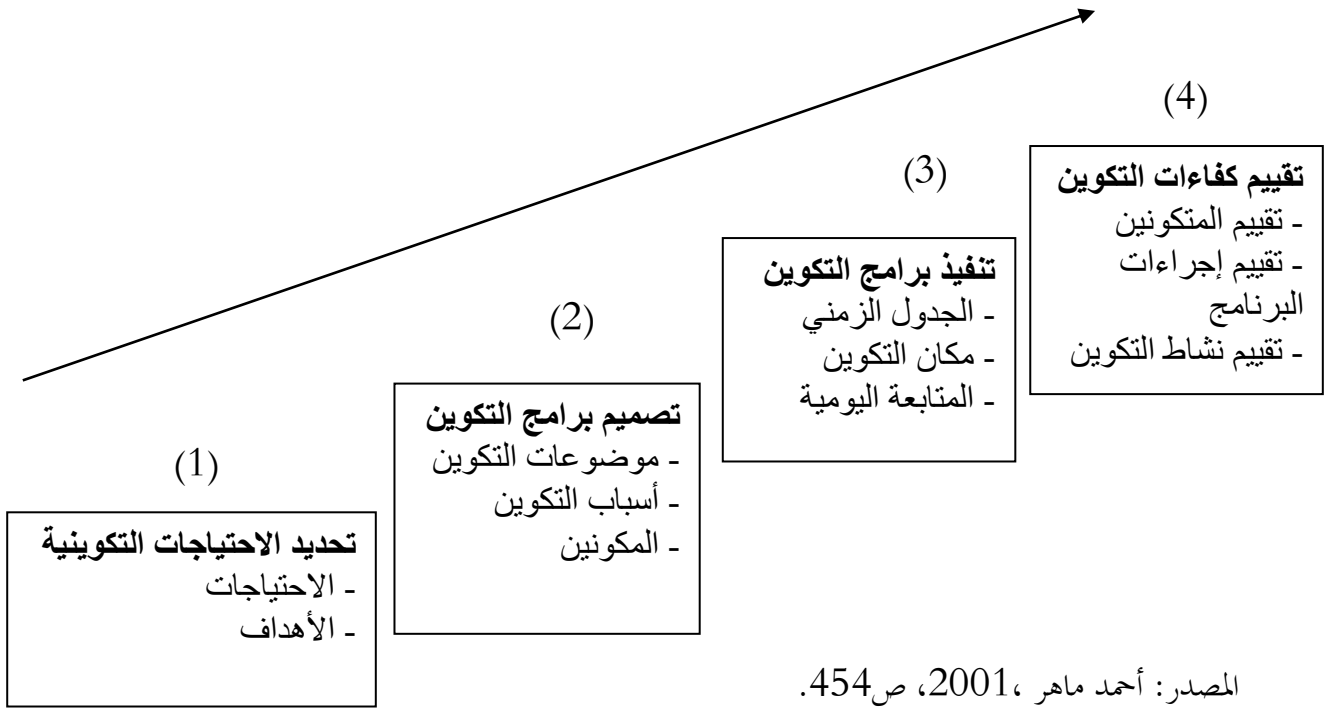 (1)
تحديد الاحتياجات التكوينية
- الاحتياجات
- الأهداف
(2)
تصميم برامج التكوين
- موضوعات التكوين
- أسباب التكوين
- المكونين
(3)
تنفيذ برامج التكوين
- الجدول الزمني
- مكان التكوين
- المتابعة اليومية
(4)
تقييم كفاءات التكوين
- تقييم المتكونين
- تقييم إجراءات
البرنامج
- تقييم نشاط التكوين
المصدر: أحمد ماهر ،2001، ص454.